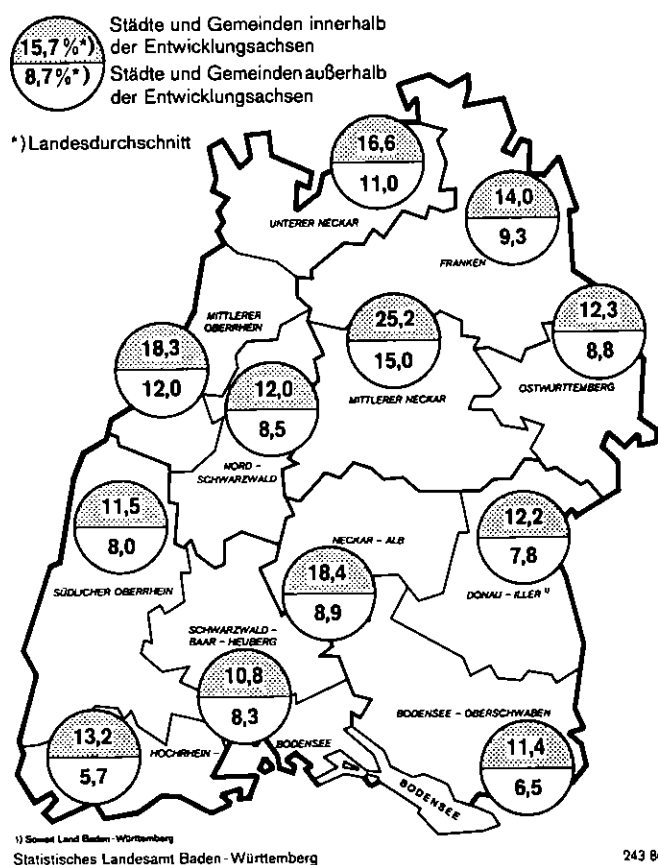 15,7%*)
8,7%*)
Städte und Gemeinden innerhalb
der Entwicklungsachsen
Städte und Gemeinden außerhalb
der Entwicklungsachsen
*) Landesdurchschnitt
16,6
11,0
UNTERER NECKAR
14,0
9,3
FRANKEN
MITTLERER
OBERRHEIN
18,3
12,0
25,2
15,0
MITTLERER NECKAR
12,3
8,8
OSTWÜRTTEMBERG
12,0
8,5
NORD -
SCHWARZWALD
11,5
8,0
SÜDLICHER OBERRHEIN
NECKAR - ALB
18,4
8,9
12,2
7,8
DONAU - ILLER ¹⁾
SCHWARZWALD -
BAAR - HEUBERG
10,8
8,3
13,2
5,7
HOCHRHEIN -
BODENSEE
BODENSEE - OBERSCHWABEN
11,4
6,5
BODENSEE
¹⁾ Soweit Land Baden-Württemberg
Statistisches Landesamt Baden-Württemberg